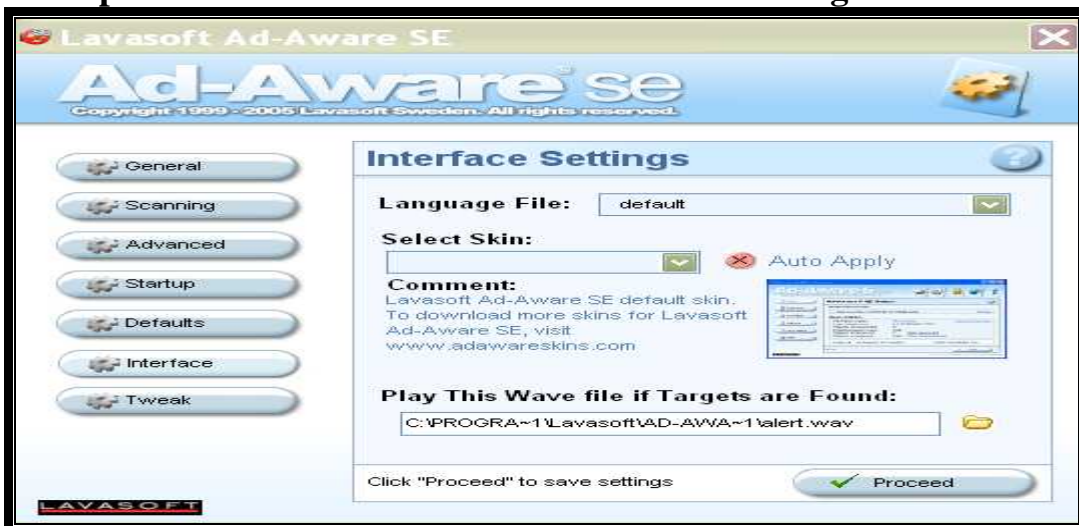 Lavasoft Ad-Aware SE
Ad-Aware SE
Copyright 1999 - 2005 Lavasoft Sweden. All rights reserved.
General
Scanning
Advanced
Startup
Defaults
Interface
Tweak
Interface Settings
Language File: default
Select Skin:
Auto Apply
Comment:
Lavasoft Ad-Aware SE default skin.
To download more skins for Lavasoft
Ad-Aware SE, visit
www.adawareskins.com
Play This Wave file if Targets are Found:
C:\PROGRA~1\Lavasoft\AD-AWA~1\alert.wav
Click "Proceed" to save settings
Proceed
LAVASOFT